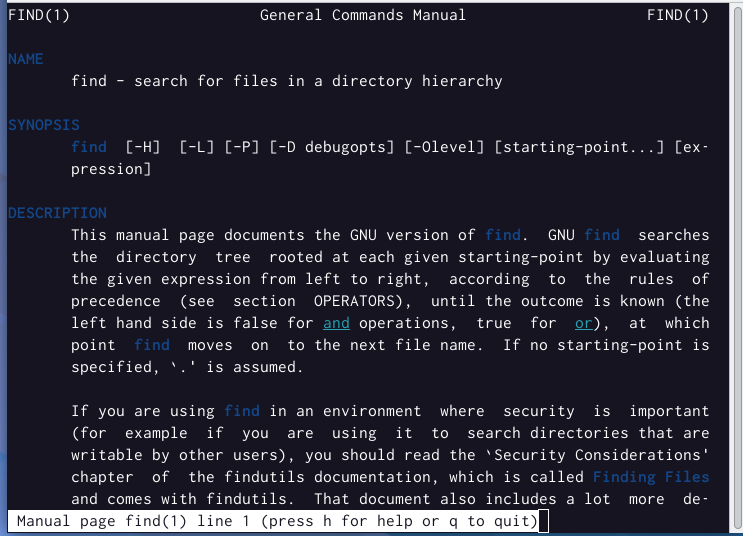 FIND(1) General Commands Manual FIND(1)
NAME
find - search for files in a directory hierarchy
SYNOPSIS
find [-H] [-L] [-P] [-D debugopts] [-Olevel] [starting-point...] [ex-
pression]
DESCRIPTION
This manual page documents the GNU version of find. GNU find searches
the directory tree rooted at each given starting-point by evaluating
the given expression from left to right, according to the rules of
precedence (see section OPERATORS), until the outcome is known (the
left hand side is false for and operations, true for or), at which
point find moves on to the next file name. If no starting-point is
specified, `.' is assumed.
If you are using find in an environment where security is important
(for example if you are using it to search directories that are
writable by other users), you should read the `Security Considerations'
chapter of the findutils documentation, which is called Finding Files
and comes with findutils. That document also includes a lot more de-
Manual page find(1) line 1 (press h for help or q to quit)